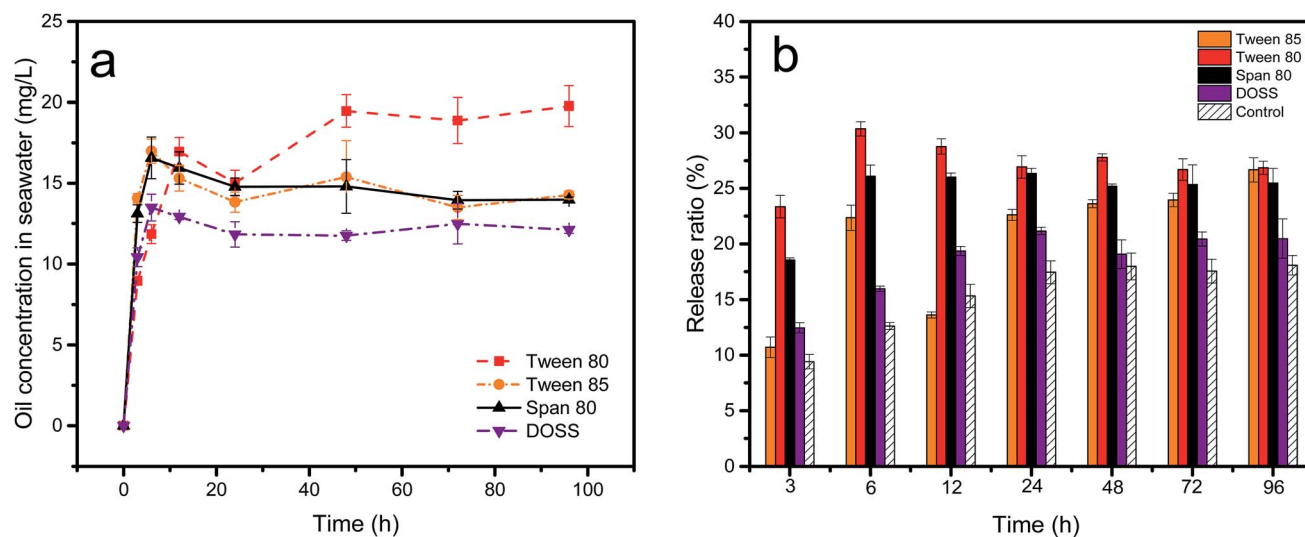 a
Oil concentration in seawater (mg/L)
25
20
15
10
5
0
0
20
40
60
80
100
Time (h)
Tween 80
Tween 85
Span 80
DOSS
b
Release ratio (%)
40
35
30
25
20
15
10
5
0
3
6
12
24
48
72
96
Time (h)
Tween 85
Tween 80
Span 80
DOSS
Control